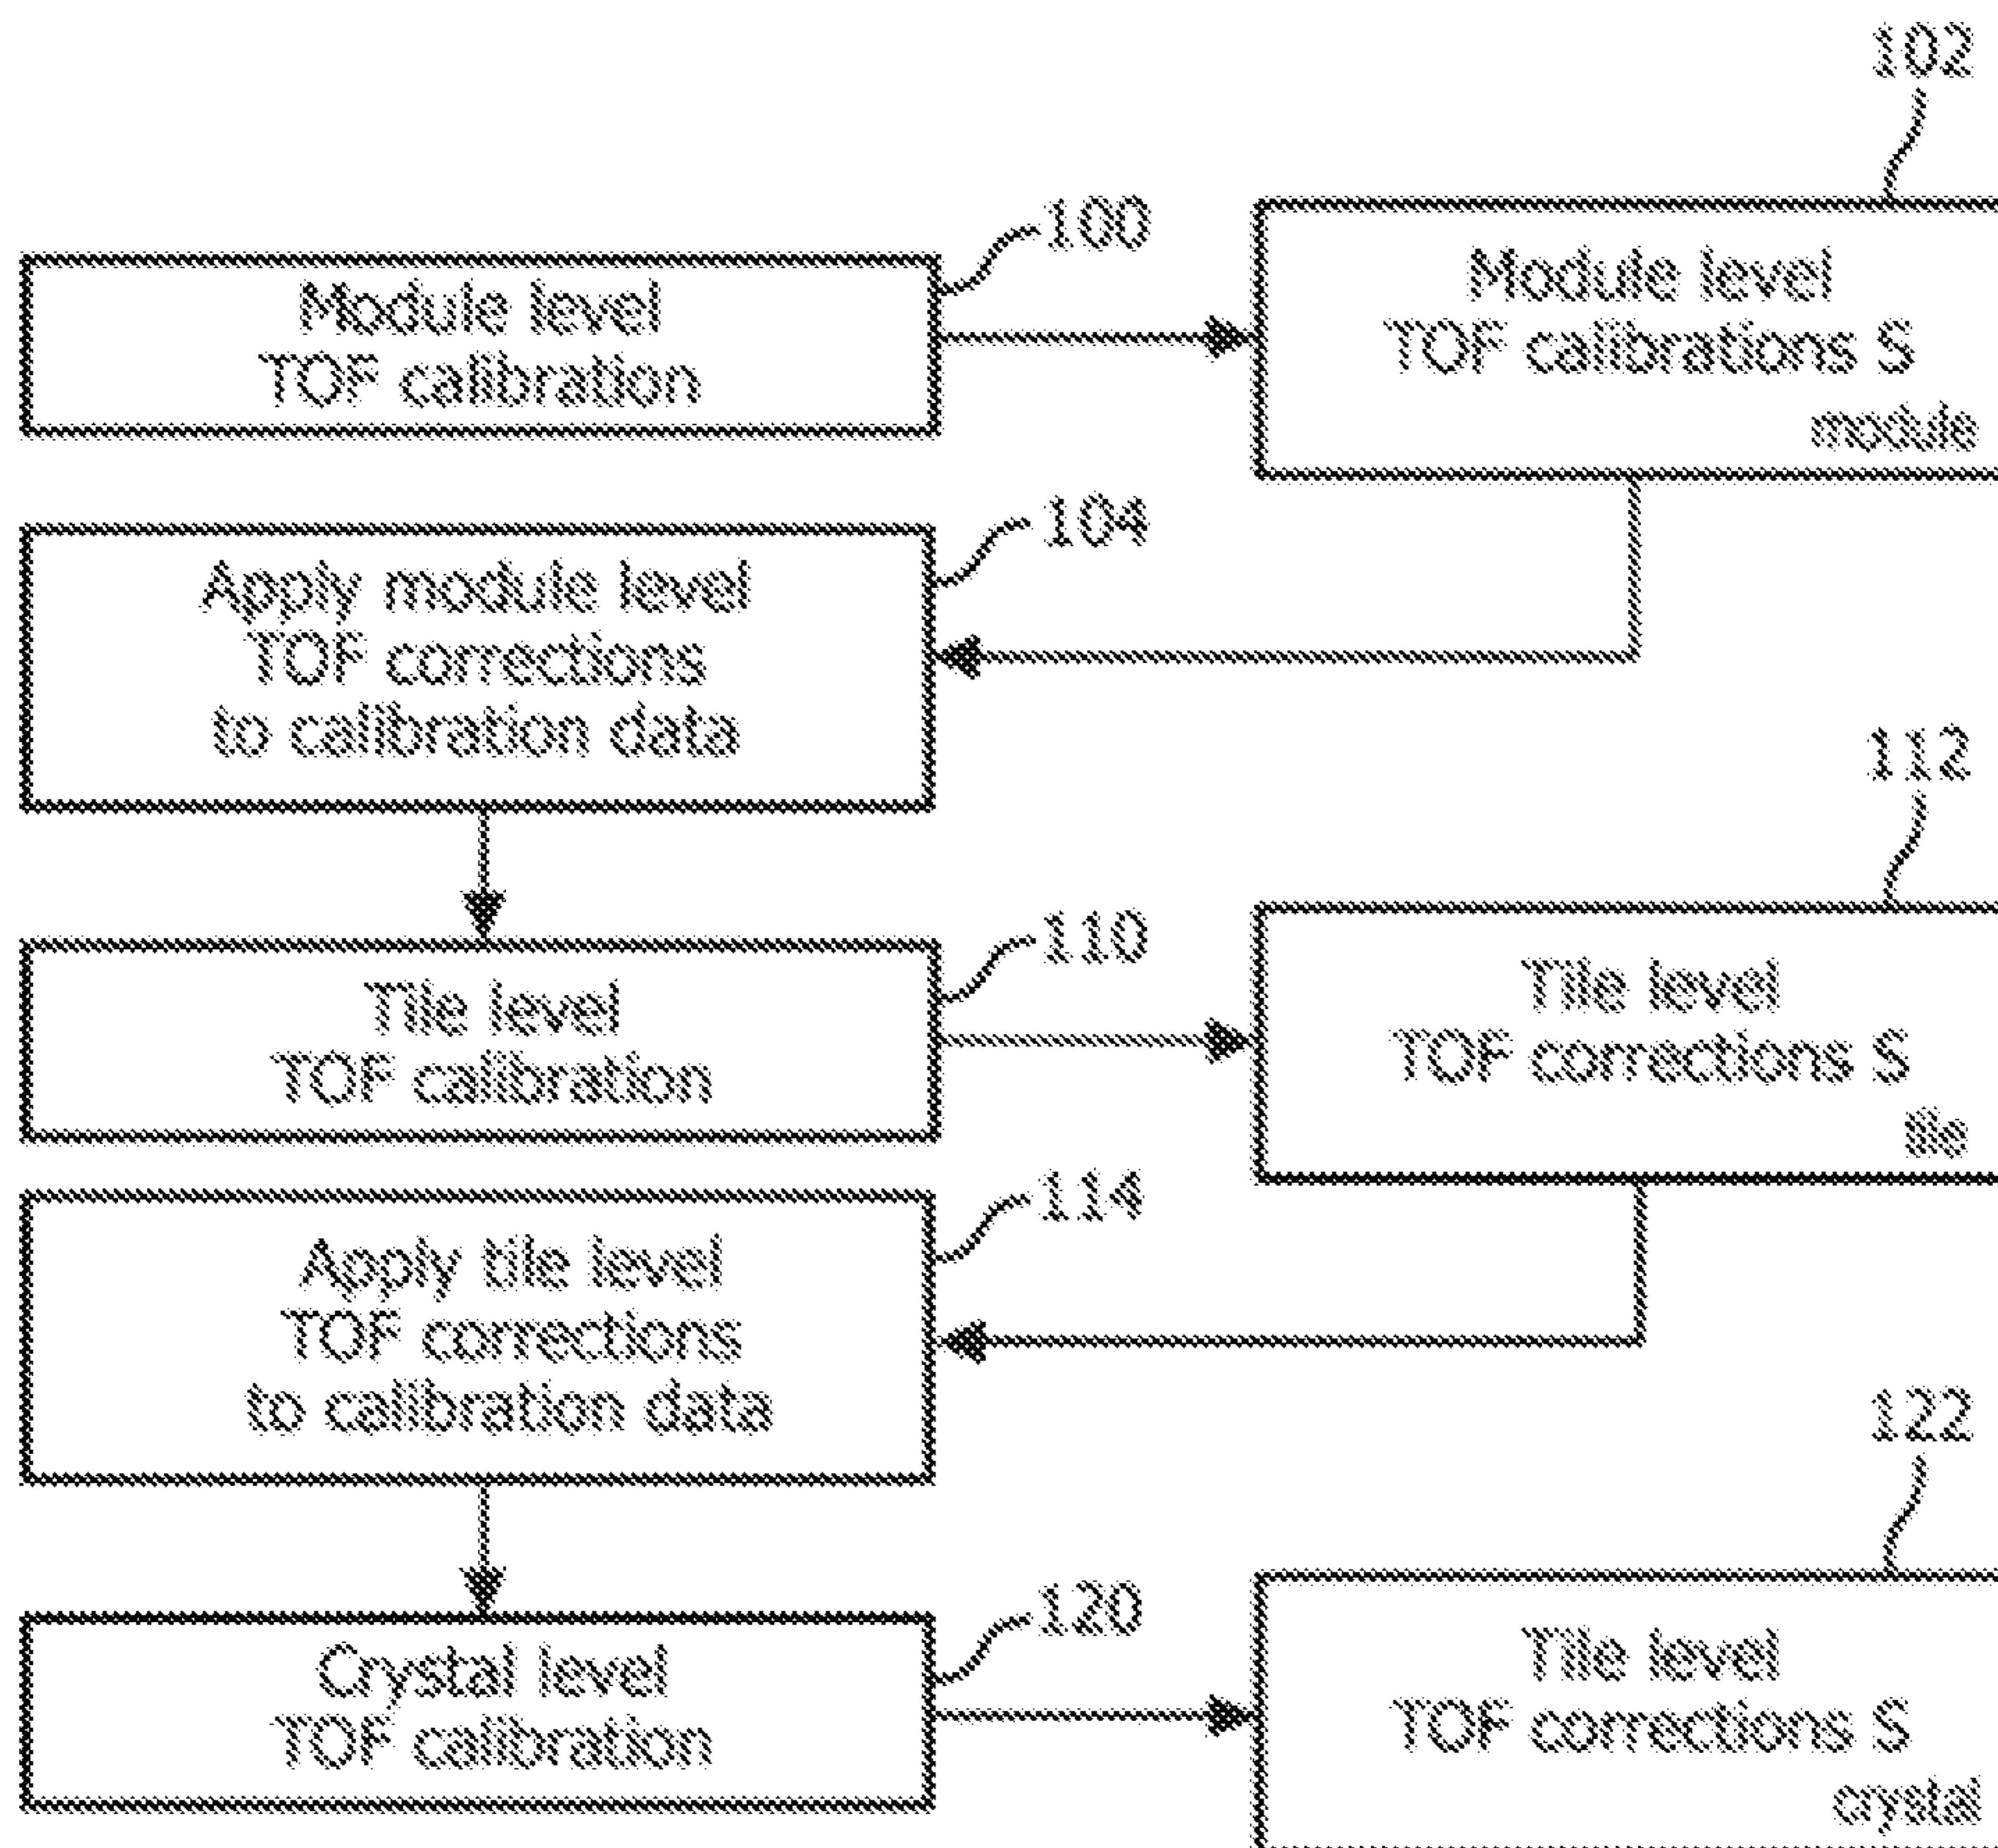 102
100
Module level
TOF calibration
Module level
TOF calibrations S
module
104
Apply module level
TOF corrections
to calibration data
112
110
Tile level
TOF calibration
Tile level
TOF corrections S
tile
114
Apply tile level
TOF corrections
to calibration data
122
120
Crystal level
TOF calibration
Tile level
TOF corrections S
crystal